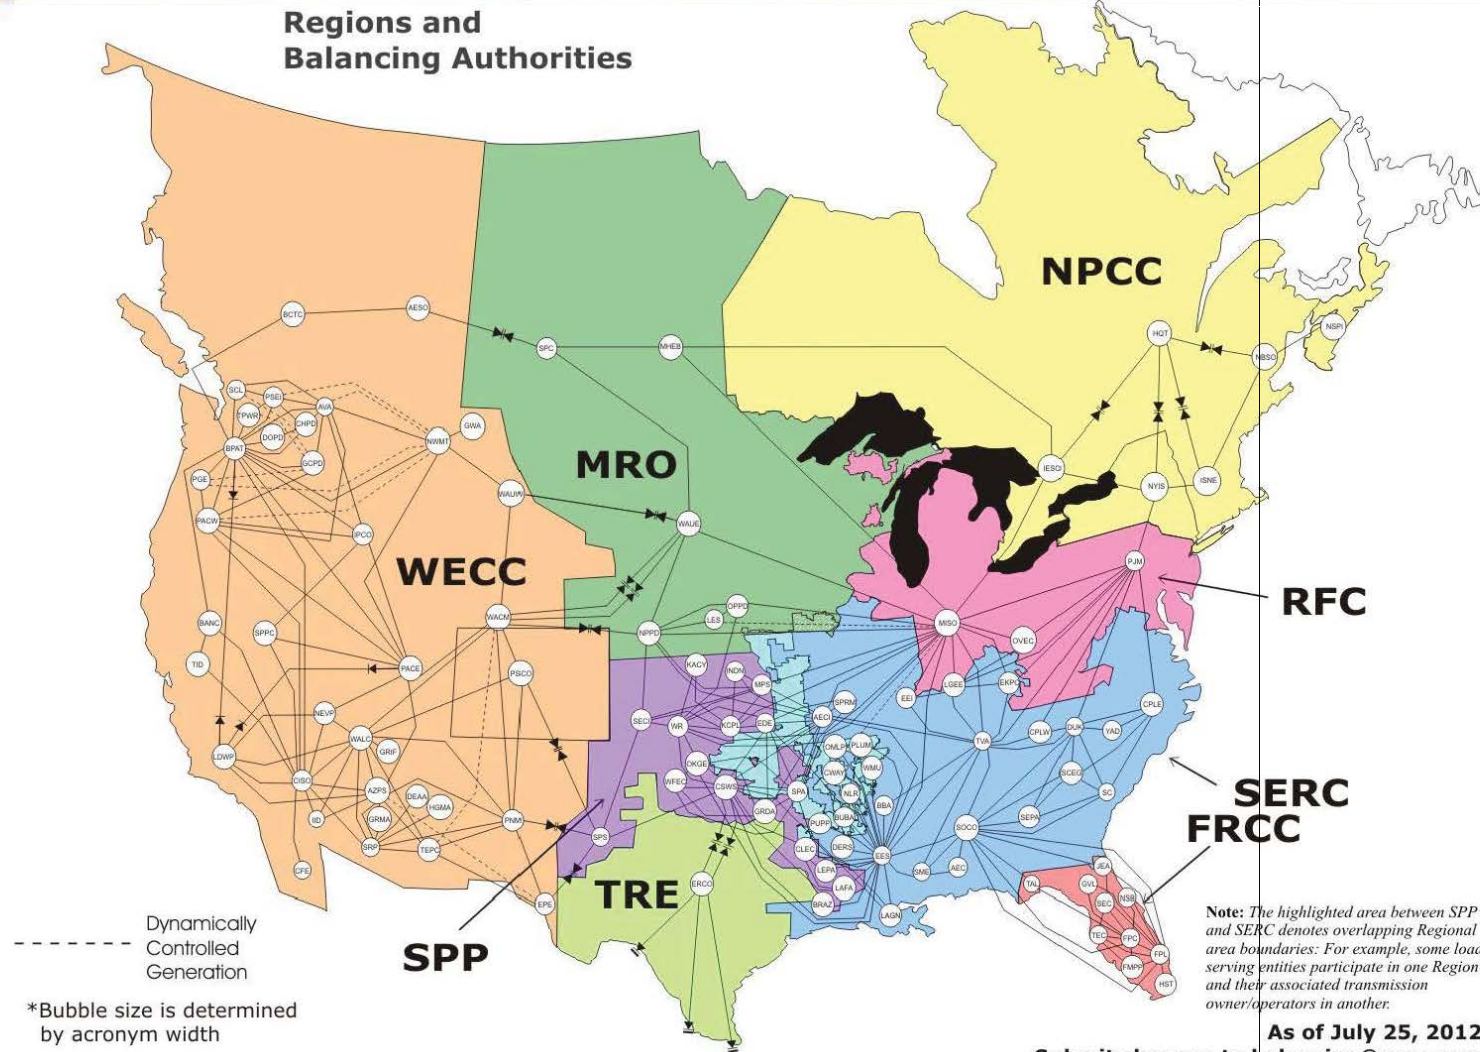 Regions and
Balancing Authorities
NPCC
MRO
WECC
RFC
SERC
FRCC
TRE
SPP
BCTC
AESO
SPC
MHEB
HQT
NBSO
NSPI
SCL
PSEI
AVA
TPWR
CHPD
DOPD
BPAT
GCPD
NWMT
GWA
PGE
PACW
IPCO
WAUW
WAUE
IESO
NYIS
ISNE
PJM
BANC
SPPC
TID
PACE
WACM
PSCO
NPPD
LES
OPPD
MISO
OVEC
NEVP
WALC
GRIF
LDWP
CISO
AZPS
DEAA
HGMA
IID
GRMA
SRP
TEPC
PNM
CFE
EPE
KACY
INDN
MPS
SECI
WR
KCPL
EDE
AECI
SPRM
EEI
LGEE
EKPC
TVA
CPLW
DUK
YAD
CPLE
OKGE
WFEC
CSWS
GRDA
SPA
OMLP
PLUM
CWAY
WMU
NLR
BBA
PUPP
BUBA
SCEG
SC
SEPA
SOCO
SPS
CLEC
DERS
EES
LEPA
LAFA
BRAZ
LAGN
SME
AEC
ERCO
TAL
JEA
GVL
NSB
SEC
TEC
FPC
FPL
FMPP
HST
Dynamically
Controlled
Generation
*Bubble size is determined
by acronym width
Note: The highlighted area between SPP
and SERC denotes overlapping Regional
area boundaries: For example, some load
serving entities participate in one Region
and their associated transmission
owner/operators in another.
As of July 25, 2012